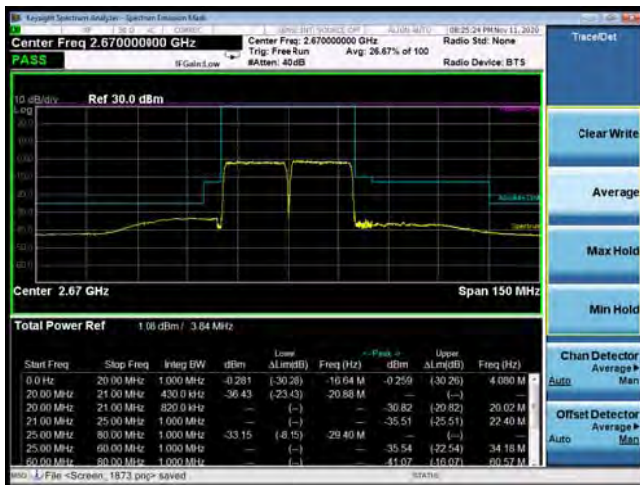 Keysight Spectrum Analyzer - Spectrum Emission Mask
SENSE:INT SOURCE OFF ALIGN AUTO 08:25:24 PM Nov 11, 2020
Center Freq 2.670000000 GHz Center Freq: 2.670000000 GHz Radio Std: None Trace/Det
PASS Trig: Free Run Avg: 26.67% of 100
IFGain:Low #Atten: 40dB Radio Device: BTS
10 dB/div Ref 30.0 dBm
Log
Clear Write
Average
Absolute Limit
Spectrum
Max Hold
Center 2.67 GHz Span 150 MHz
Min Hold
Total Power Ref 1.06 dBm / 3.84 MHz
Lower <-Peak-> Upper
Start Freq Stop Freq Integ BW dBm ΔLim(dB) Freq (Hz) dBm ΔLim(dB) Freq (Hz)
0.0 Hz 20.00 MHz 1.000 MHz -0.281 (-30.28) -16.64 M -0.259 (-30.26) 4.080 M
20.00 MHz 21.00 MHz 430.0 kHz -36.43 (-23.43) -20.88 M --- (---)
20.00 MHz 21.00 MHz 820.0 kHz --- (---) -30.82 (-20.82) 20.02 M
21.00 MHz 25.00 MHz 1.000 MHz --- (---) -35.51 (-25.51) 22.40 M
25.00 MHz 80.00 MHz 1.000 MHz -33.15 (-8.15) -29.40 M --- (---)
25.00 MHz 60.00 MHz 1.000 MHz --- (---) -35.54 (-22.54) 34.18 M
60.00 MHz 80.00 MHz 1.000 MHz --- (---) -41.07 (-16.07) 60.57 M
Chan Detector
Average
Auto Man
Offset Detector
Average
Auto Man
MSG File <Screen_1873.png> saved STATUS